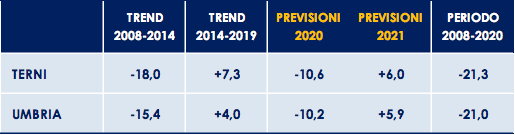 TREND 2008-2014 TREND 2014-2019 PREVISIONI 2020 PREVISIONI 2021 PERIODO 2008-2020
TERNI -18,0 +7,3 -10,6 +6,0 -21,3
UMBRIA -15,4 +4,0 -10,2 +5,9 -21,0